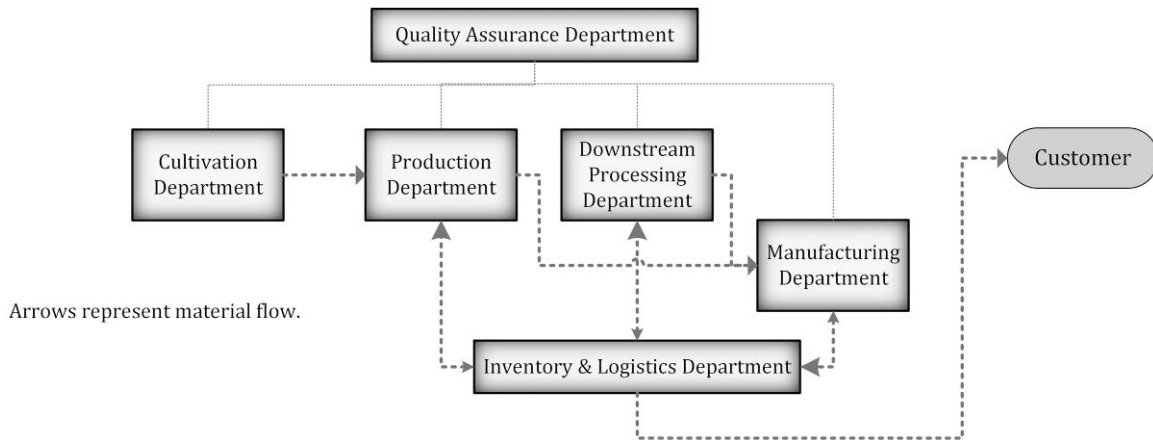 Quality Assurance Department
Cultivation
Department
Production
Department
Downstream
Processing
Department
Customer
Manufacturing
Department
Arrows represent material flow.
Inventory & Logistics Department